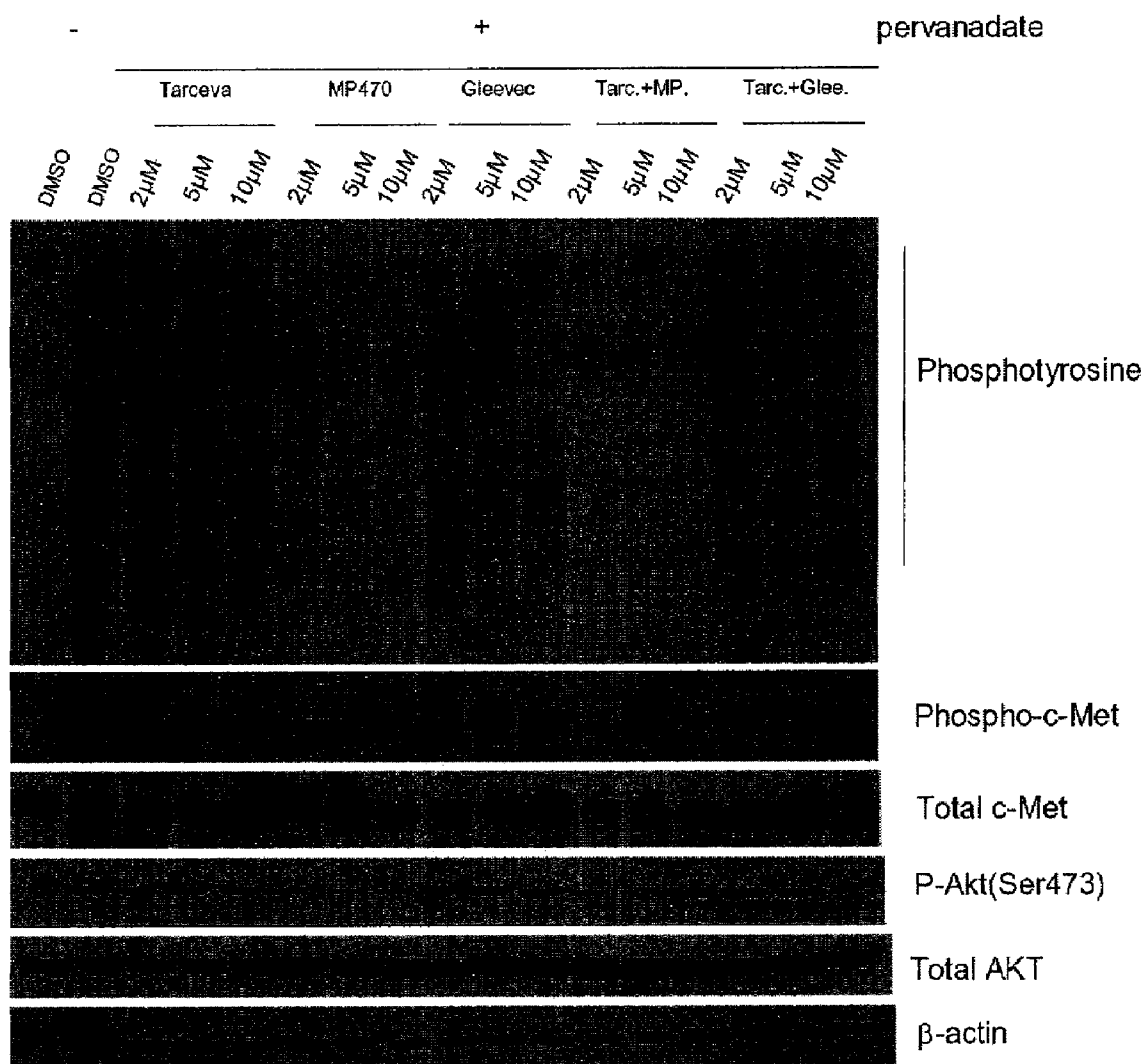 - + pervanadate
Tarceva MP470 Gleevec Tarc.+MP. Tarc.+Glee.
DMSO DMSO 2µM 5µM 10µM 2µM 5µM 10µM 2µM 5µM 10µM 2µM 5µM 10µM 2µM 5µM 10µM
Phosphotyrosine
Phospho-c-Met
Total c-Met
P-Akt(Ser473)
Total AKT
β-actin